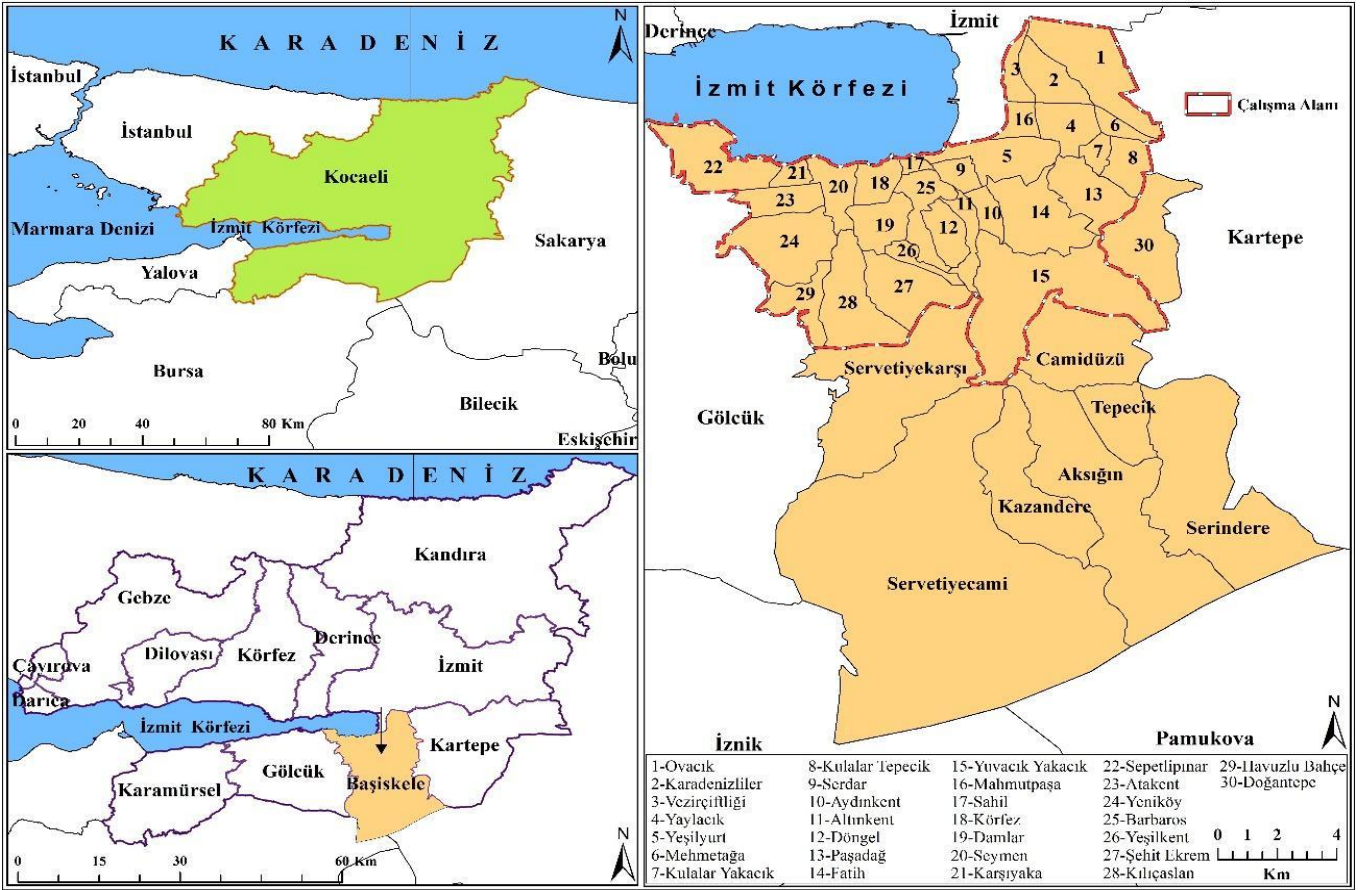 N
K A R A D E N İ Z
İstanbul
İstanbul
Kocaeli
Marmara Denizi
İzmit Körfezi
Sakarya
Yalova
Bursa
Bolu
Bilecik
Eskişehir
0 20 40 80 Km
K A R A D E N İ Z
Kandıra
Gebze
Derince
Çayırova
Dilovası
Körfez
İzmit
Darıca
İzmit Körfezi
Kartepe
Gölcük
Başiskele
Karamürsel
N
0 15 30 60 Km
İzmit
Derince
1
3
2
İzmit Körfezi
Çalışma Alanı
16
4
6
5
7
8
22
21
17
9
20
18
25
13
23
11
10
14
19
12
24
26
30
Kartepe
15
29
28
27
Servetiyekarşı
Camidüzü
Gölcük
Tepecik
Aksığın
Kazandere
Serindere
Servetiyecami
N
İznik
Pamukova
1-Ovacık
2-Karadenizliler
3-Vezirçiftliği
4-Yaylacık
5-Yeşilyurt
6-Mehmetağa
7-Kulalar Yakacık
8-Kulalar Tepecik
9-Serdar
10-Aydınkent
11-Altınkent
12-Döngel
13-Paşadağ
14-Fatih
15-Yuvacık Yakacık
16-Mahmutpaşa
17-Sahil
18-Körfez
19-Damlar
20-Seymen
21-Karşıyaka
22-Sepetlipınar
23-Atakent
24-Yeniköy
25-Barbaros
26-Yeşilkent
27-Şehit Ekrem
28-Kılıçaslan
29-Havuzlu Bahçe
30-Doğantepe
0 1 2 4
Km